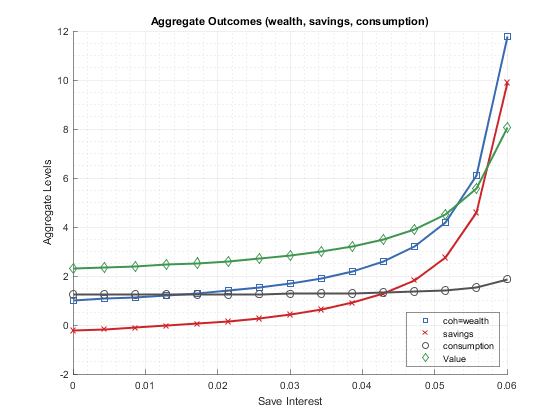 Aggregate Outcomes (wealth, savings, consumption)
12
10
8
6
4
2
0
-2
Aggregate Levels
0
0.01
0.02
0.03
0.04
0.05
0.06
Save Interest
coh=wealth
savings
consumption
Value